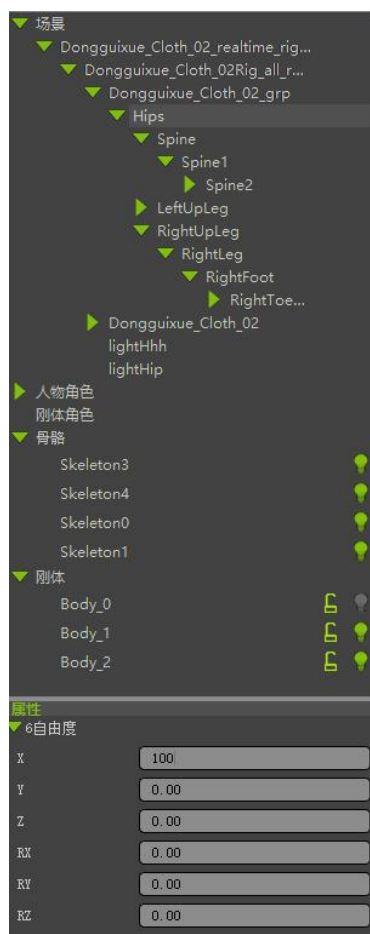 场景
Dongguixue_Cloth_02_realtime_rig...
Dongguixue_Cloth_02Rig_all_r...
Dongguixue_Cloth_02_grp
Hips
Spine
Spine1
Spine2
LeftUpLeg
RightUpLeg
RightLeg
RightFoot
RightToe...
Dongguixue_Cloth_02
lightHhh
lightHip
人物角色
刚体角色
骨骼
Skeleton3
Skeleton4
Skeleton0
Skeleton1
刚体
Body_0
Body_1
Body_2
属性
6自由度
X 100
Y 0.00
Z 0.00
RX 0.00
RY 0.00
RZ 0.00